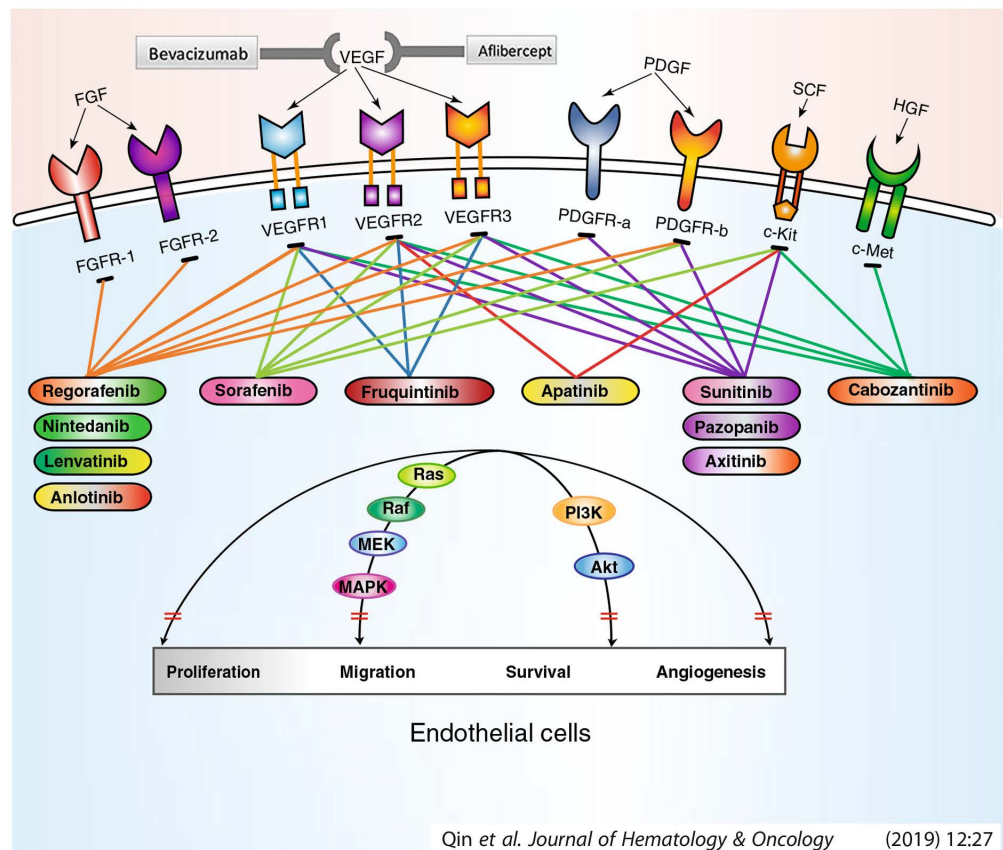 Bevacizumab
VEGF
Aflibercept
FGF
PDGF
SCF
HGF
FGFR-1
FGFR-2
VEGFR1
VEGFR2
VEGFR3
PDGFR-a
PDGFR-b
c-Kit
c-Met
Regorafenib
Sorafenib
Fruquintinib
Apatinib
Sunitinib
Cabozantinib
Nintedanib
Pazopanib
Lenvatinib
Axitinib
Anlotinib
Ras
Raf
MEK
MAPK
PI3K
Akt
Proliferation Migration Survival Angiogenesis
Endothelial cells
Qin et al. Journal of Hematology & Oncology (2019) 12:27